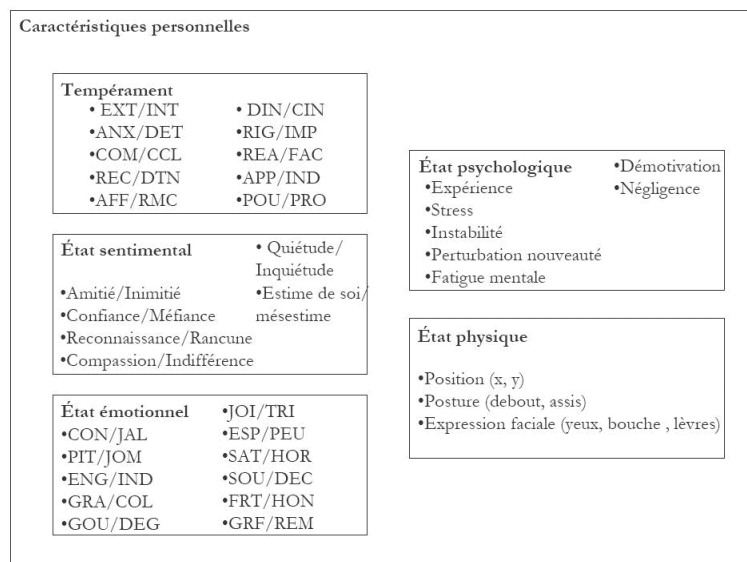 Caractéristiques personnelles
Tempérament
• EXT/INT
•ANX/DET
•COM/CCL
•REC/DTN
•AFF/RMC
• DIN/CIN
•RIG/IMP
•REA/FAC
•APP/IND
•POU/PRO
État sentimental
•Amitié/Inimitié
•Confiance/Méfiance
•Reconnaissance/Rancune
•Compassion/Indifférence
• Quiétude/
Inquiétude
•Estime de soi/
mésestime
État émotionnel
•CON/JAL
•PIT/JOM
•ENG/IND
•GRA/COL
•GOU/DEG
•JOI/TRI
•ESP/PEU
•SAT/HOR
•SOU/DEC
•FRT/HON
•GRF/REM
État psychologique
•Expérience
•Stress
•Instabilité
•Perturbation nouveauté
•Fatigue mentale
•Démotivation
•Négligence
État physique
•Position (x, y)
•Posture (debout, assis)
•Expression faciale (yeux, bouche , lèvres)